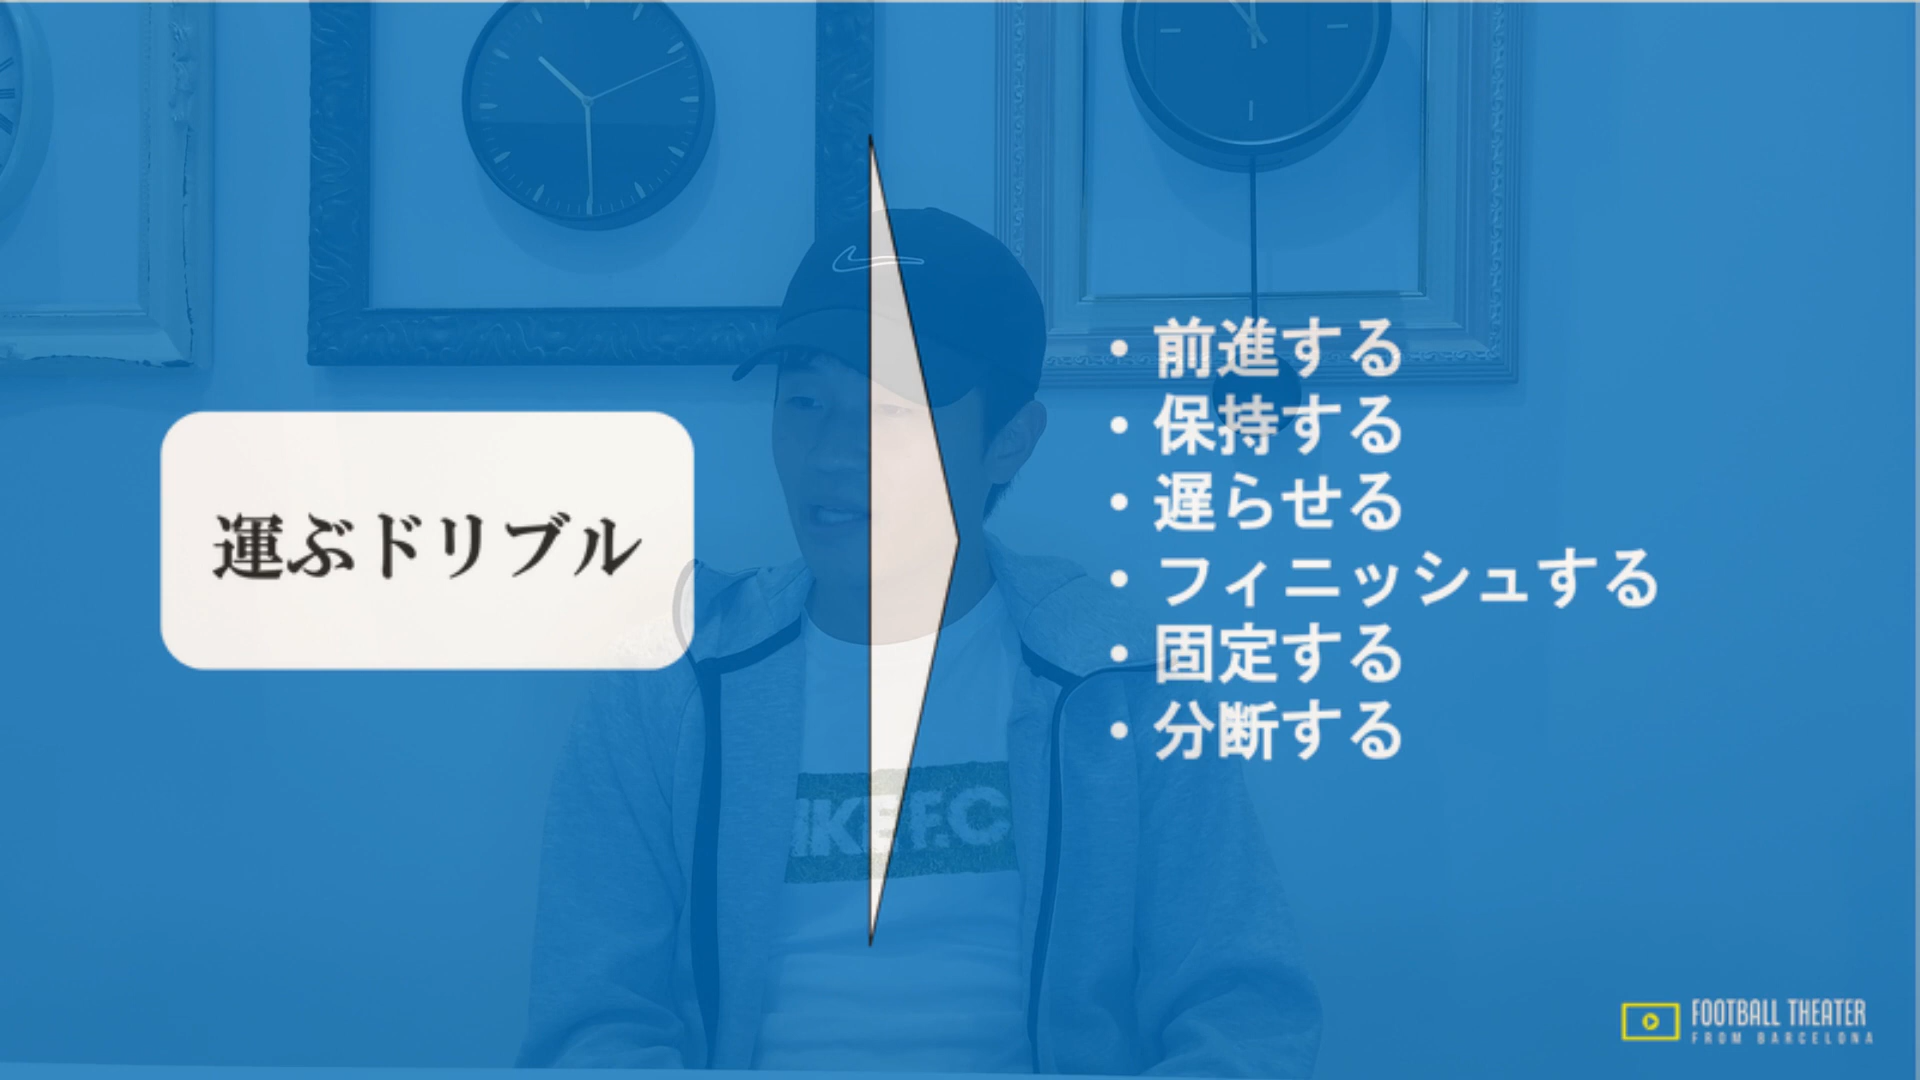 運ぶドリブル
• 前進する
• 保持する
• 遅らせる
• フィニッシュする
• 固定する
• 分断する
NIKE F.C.
FOOTBALL THEATER
FROM BARCELONA